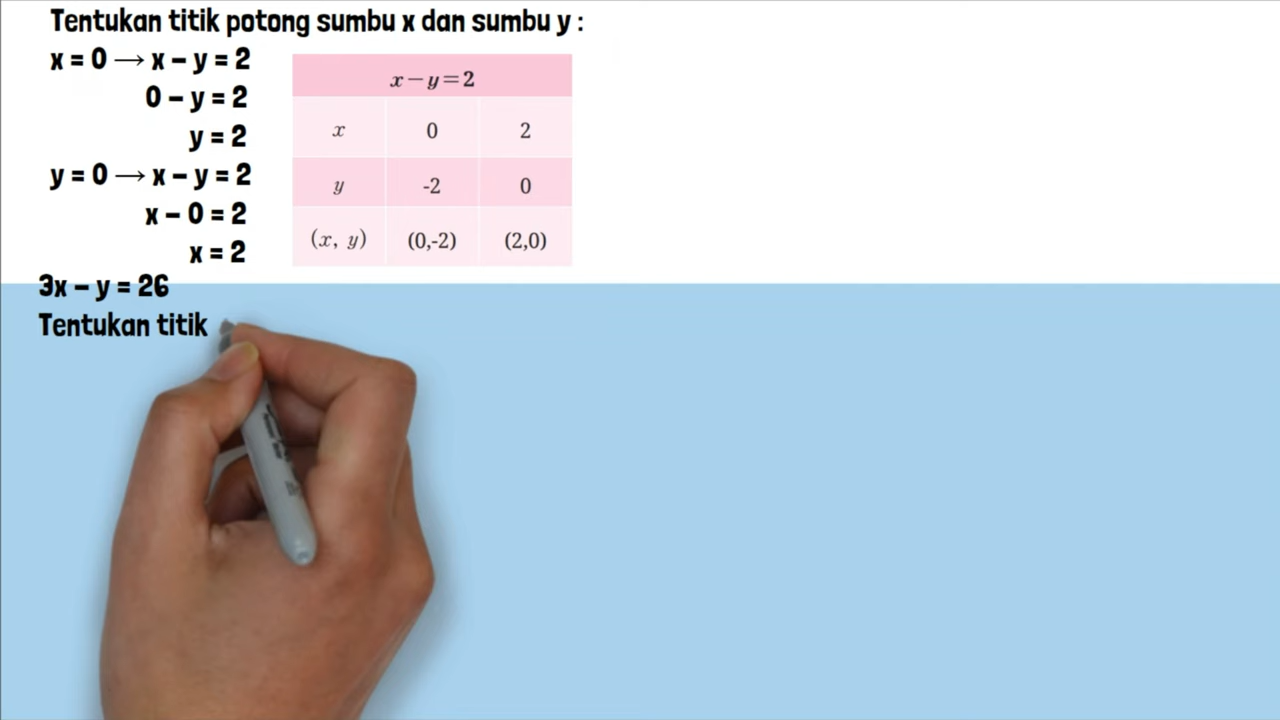 Tentukan titik potong sumbu x dan sumbu y :
x = 0 → x – y = 2
0 – y = 2
y = 2
y = 0 → x – y = 2
x – 0 = 2
x = 2
x − y = 2
x 0 2
y -2 0
(x, y) (0,-2) (2,0)
3x – y = 26
Tentukan titik